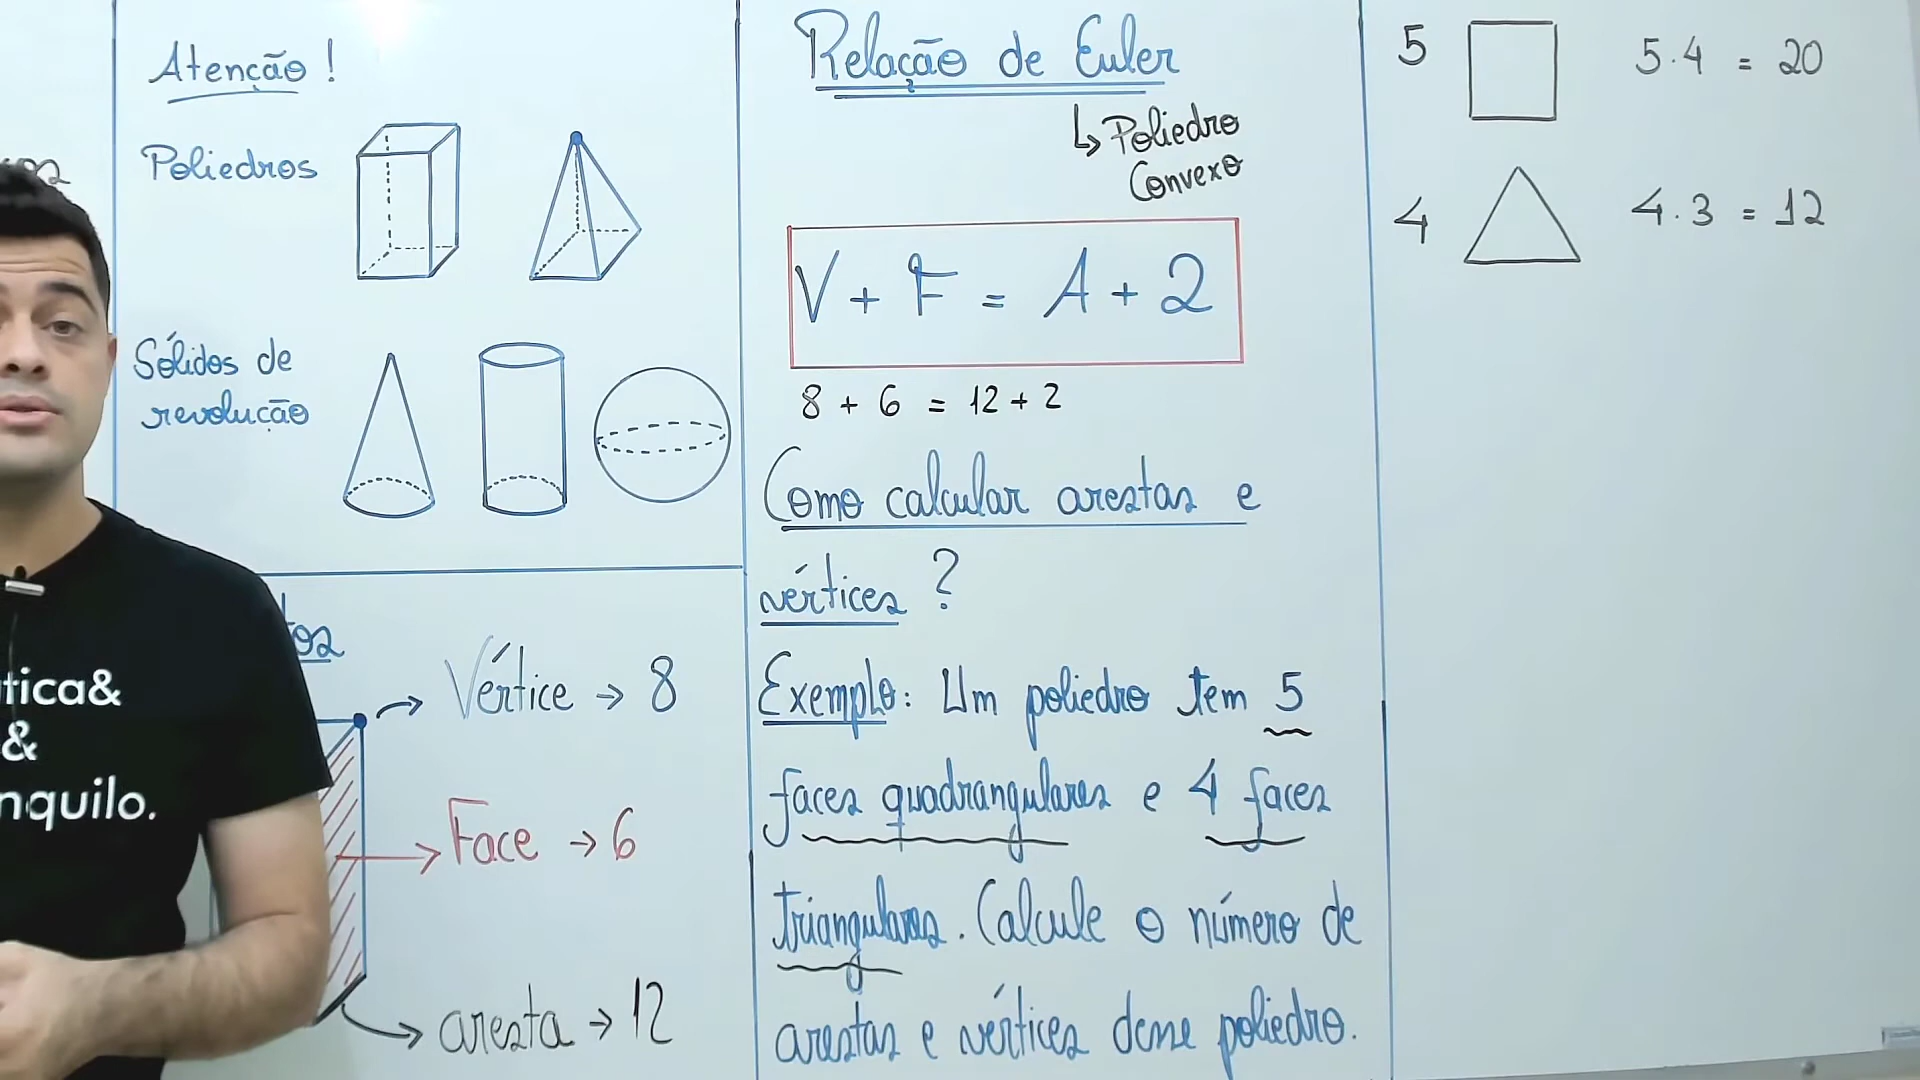 Atenção !
Poliedros
Sólidos de
revolução
Vértice → 8
Face → 6
aresta → 12
Relação de Euler
↳ Poliedro
Convexo
V + F = A + 2
8 + 6 = 12 + 2
Como calcular arestas e
vértices ?
Exemplo: Um poliedro tem 5
faces quadrangulares e 4 faces
triangulares. Calcule o número de
arestas e vértices desse poliedro.
5 5.4 = 20
4 4.3 = 12
tica&
&
nquilo.